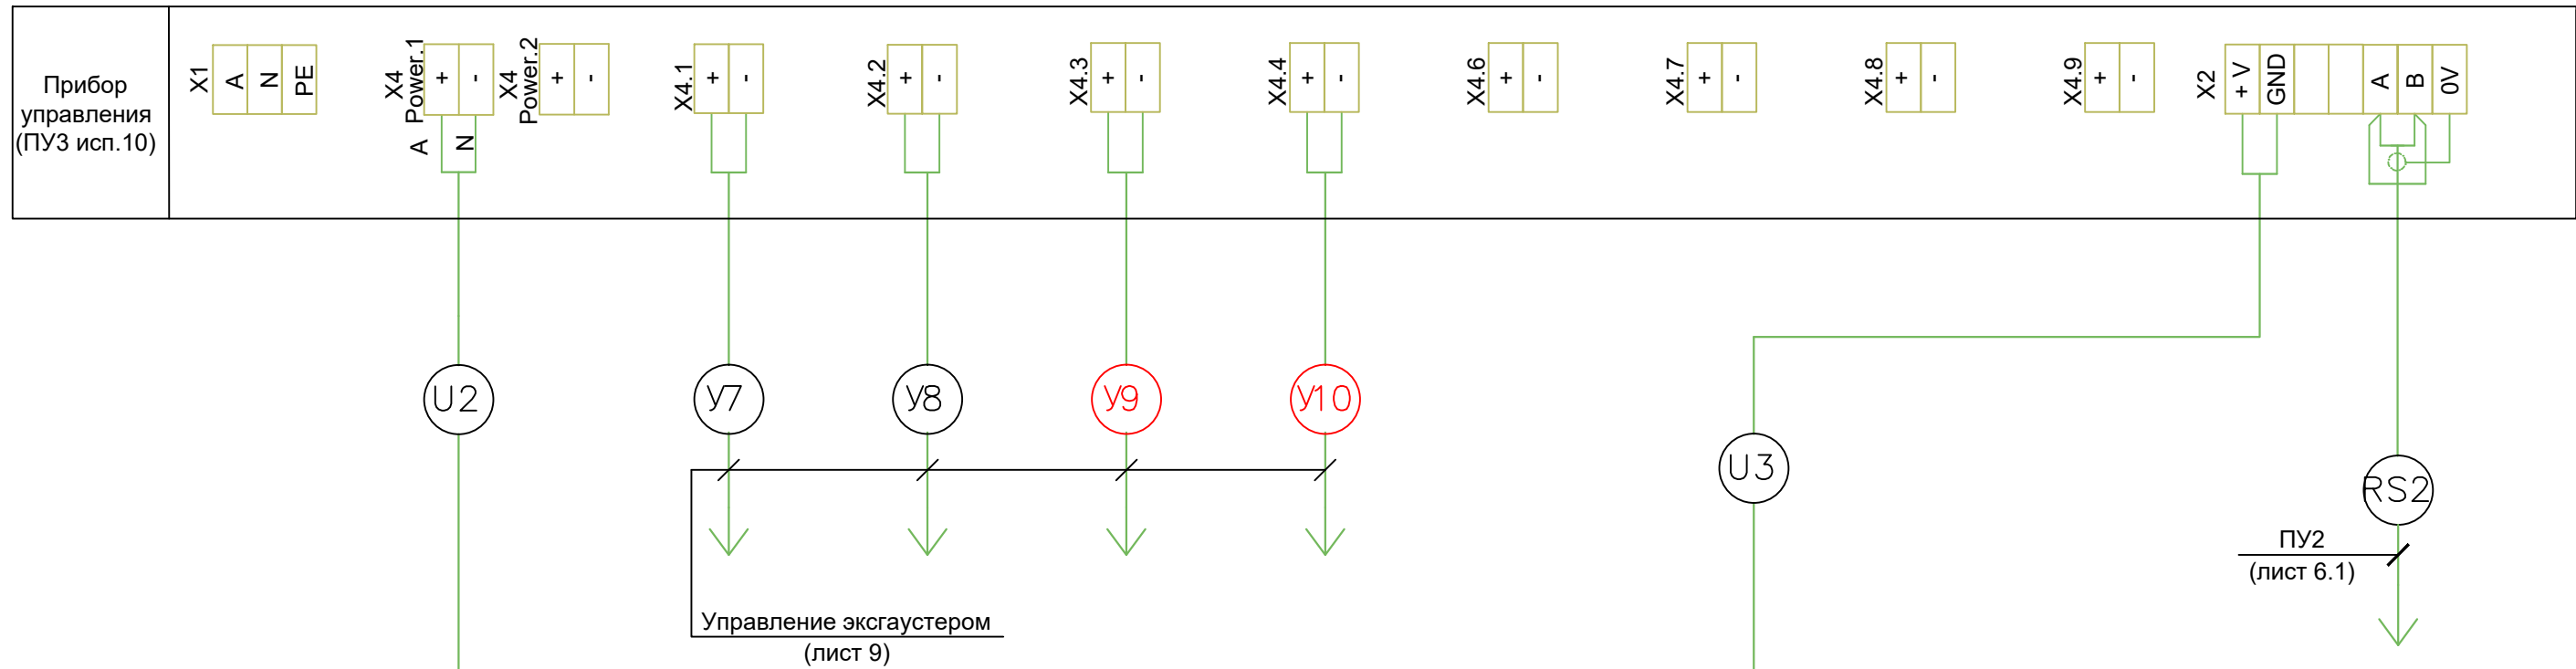 Прибор
управления
(ПУ3 исп.10)
X1
A
N
PE
X4
Power.1
+
-
A
N
X4
Power.2
+
-
X4.1
+
-
X4.2
+
-
X4.3
+
-
X4.4
+
-
X4.6
+
-
X4.7
+
-
X4.8
+
-
X4.9
+
-
X2
+ V
GND
A
B
0V
U2
У7
У8
У9
У10
U3
RS2
ПУ2
(лист 6.1)
Управление эксгаустером
(лист 9)